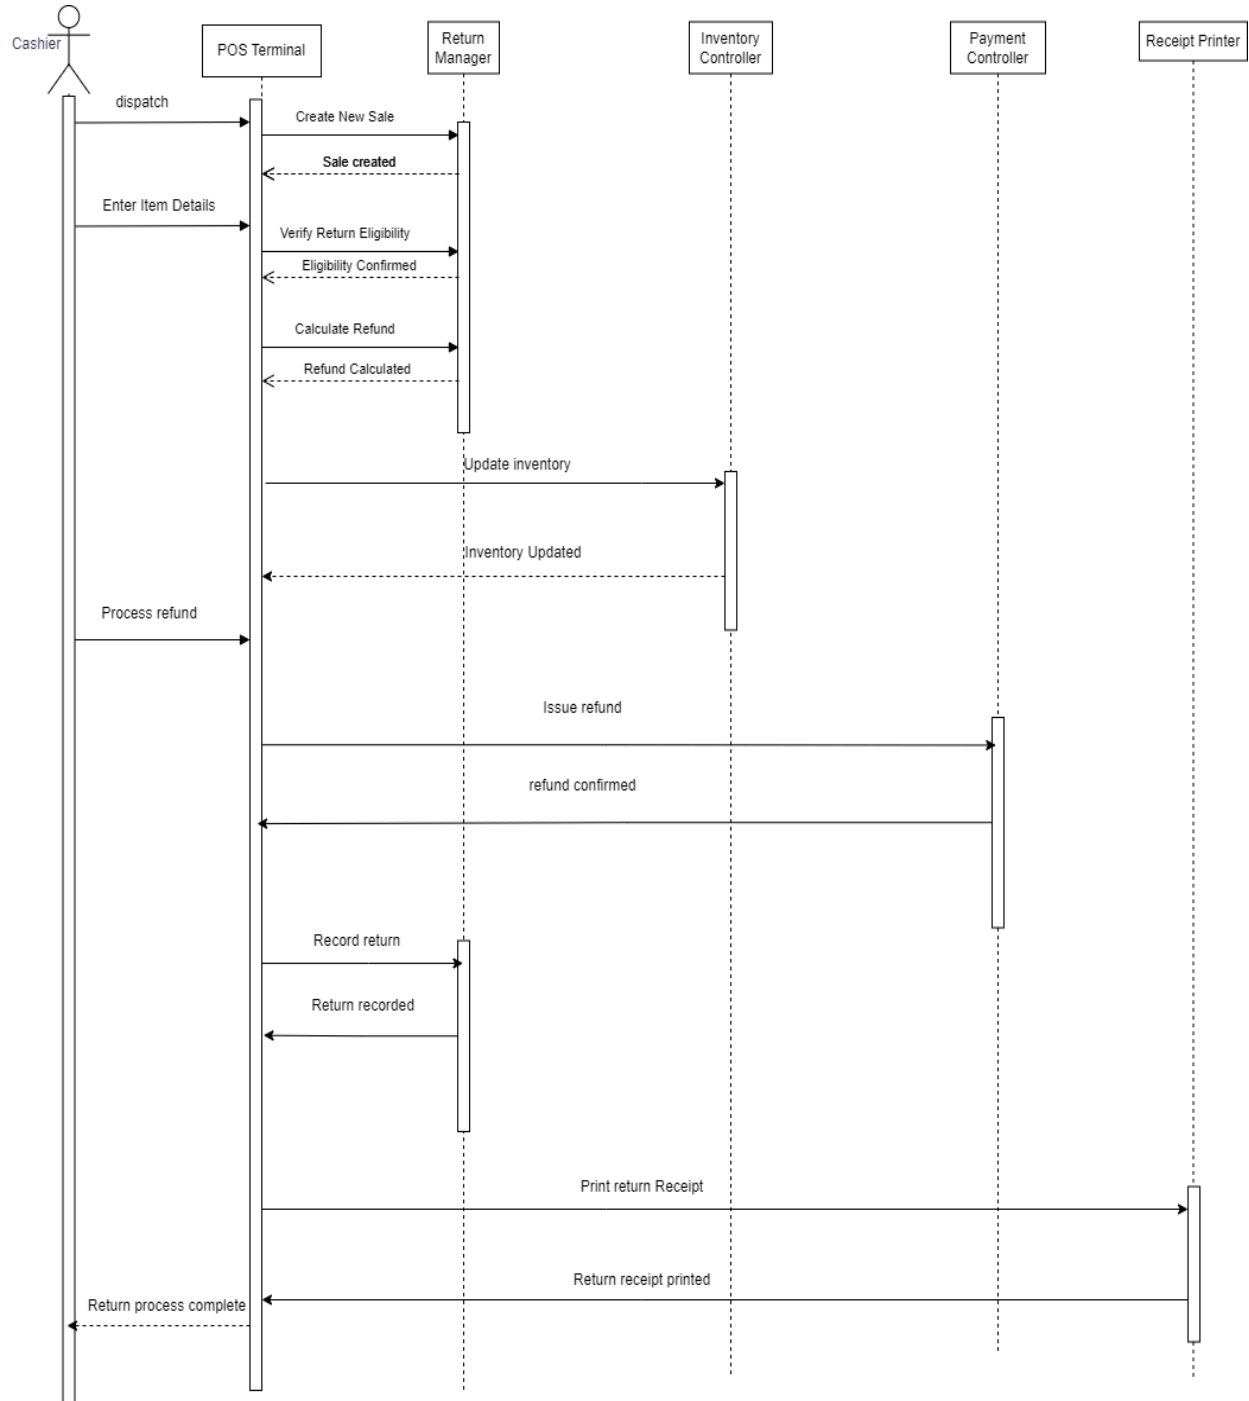 Cashier
POS Terminal
Return
Manager
Inventory
Controller
Payment
Controller
Receipt Printer
dispatch
Create New Sale
Sale created
Enter Item Details
Verify Return Eligibility
Eligibility Confirmed
Calculate Refund
Refund Calculated
Update inventory
Inventory Updated
Process refund
Issue refund
refund confirmed
Record return
Return recorded
Print return Receipt
Return receipt printed
Return process complete